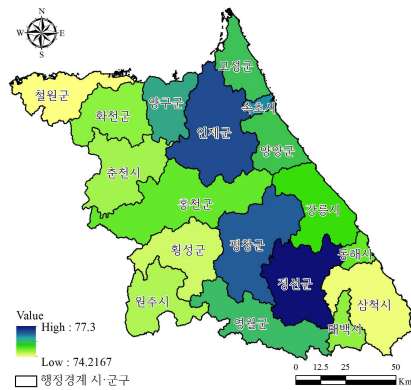 N
W E
S
고성군
철원군
양구군
속초시
화천군
인제군
양양군
춘천시
홍천군
강릉시
평창군
횡성군
동해시
정선군
원주시
삼척시
영월군
태백시
Value
High : 77.3
Low : 74.2167
행정경계 시·군구
0 12.5 25 50
Km